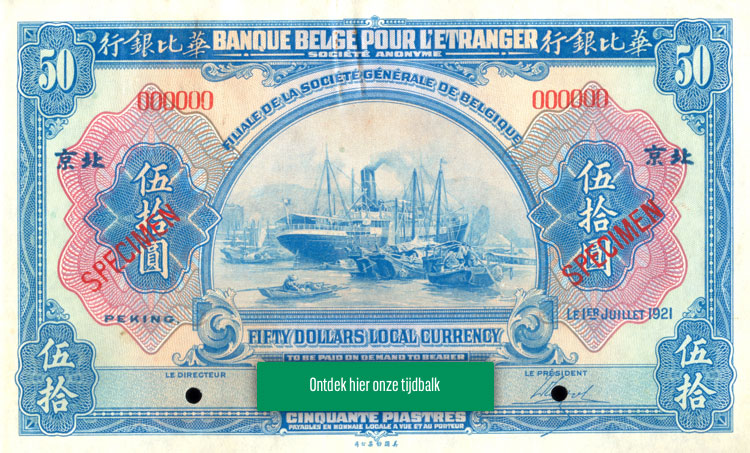 行銀比華 BANQUE BELGE POUR L'ETRANGER 行銀比華
SOCIÉTÉ ANONYME
50
50
FILIALE DE LA SOCIÉTÉ GÉNÉRALE DE BELGIQUE
000000
000000
京北
京北
伍拾圓
伍拾圓
SPECIMEN
SPECIMEN
PEKING.
LE 1ER JUILLET 1921
FIFTY DOLLARS LOCAL CURRENCY
TO BE PAID ON DEMAND TO BEARER
伍拾
伍拾
LE DIRECTEUR
LE PRÉSIDENT
Ontdek hier onze tijdbalk
CINQUANTE PIASTRES
PAYABLES EN MONNAIE LOCALE A VUE ET AU PORTEUR